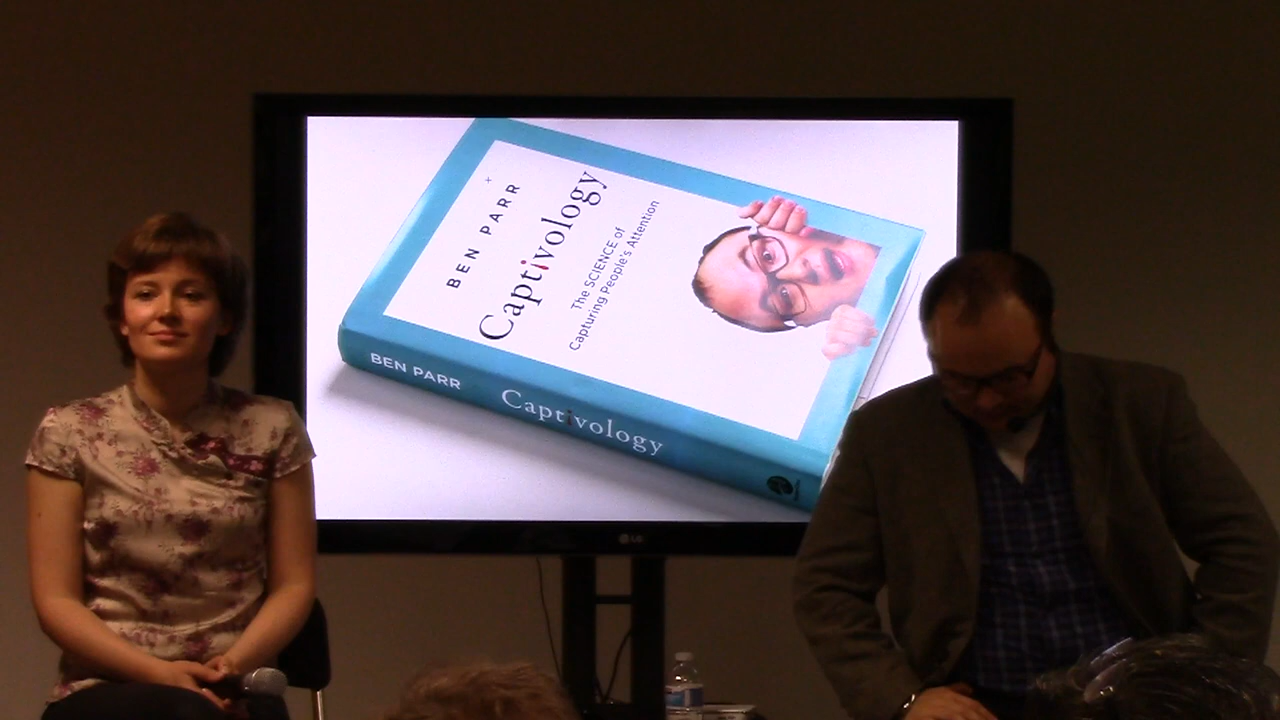 BEN PARR
Captivology
The SCIENCE of
Capturing People's Attention
BEN PARR
Captivology
LG